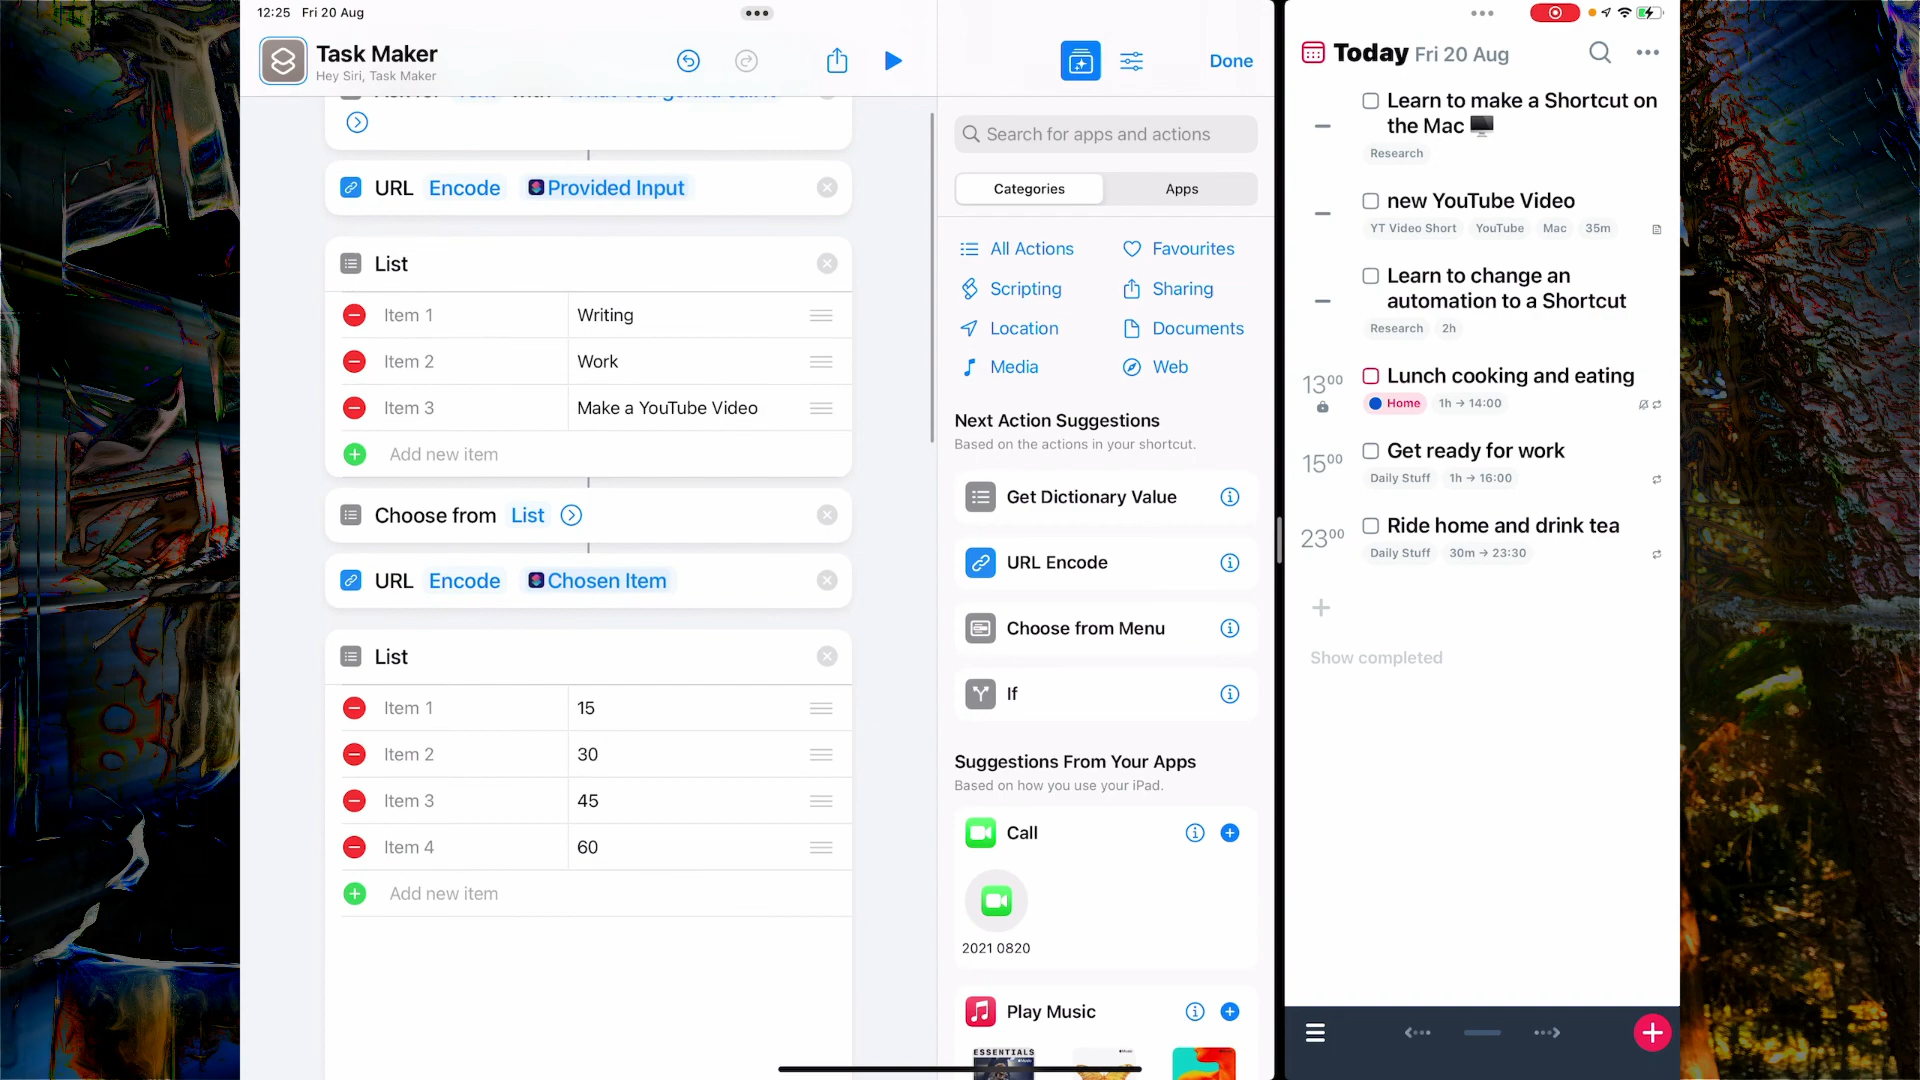 12:25 Fri 20 Aug
Task Maker
Hey Siri, Task Maker
URL Encode Provided Input
List
Item 1 Writing
Item 2 Work
Item 3 Make a YouTube Video
Add new item
Choose from List
URL Encode Chosen Item
List
Item 1 15
Item 2 30
Item 3 45
Item 4 60
Add new item
Done
Search for apps and actions
Categories Apps
All Actions Favourites
Scripting Sharing
Location Documents
Media Web
Next Action Suggestions
Based on the actions in your shortcut.
Get Dictionary Value
URL Encode
Choose from Menu
If
Suggestions From Your Apps
Based on how you use your iPad.
Call
2021 0820
Play Music
ESSENTIALS
Today Fri 20 Aug
Learn to make a Shortcut on
the Mac 🖥️
Research
new YouTube Video
YT Video Short YouTube Mac 35m
Learn to change an
automation to a Shortcut
Research 2h
13⁰⁰ Lunch cooking and eating
Home 1h → 14:00
15⁰⁰ Get ready for work
Daily Stuff 1h → 16:00
23⁰⁰ Ride home and drink tea
Daily Stuff 30m → 23:30
Show completed